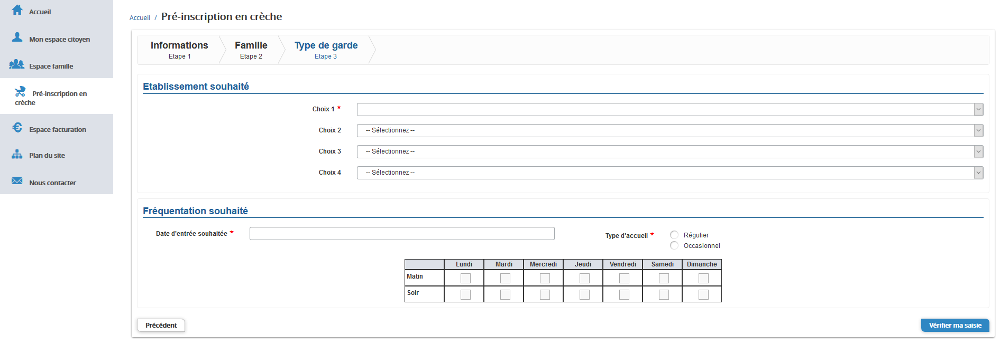 Accueil
Mon espace citoyen
Espace famille
Pré-inscription en
crèche
Espace facturation
Plan du site
Nous contacter
Accueil / Pré-inscription en crèche
Informations Famille Type de garde
Etape 1 Etape 2 Etape 3
Etablissement souhaité
Choix 1 *
Choix 2 -- Sélectionnez --
Choix 3 -- Sélectionnez --
Choix 4 -- Sélectionnez --
Fréquentation souhaité
Date d'entrée souhaitée * Type d'accueil * Régulier
Occasionnel
Lundi Mardi Mercredi Jeudi Vendredi Samedi Dimanche
Matin
Soir
Précédent Vérifier ma saisie